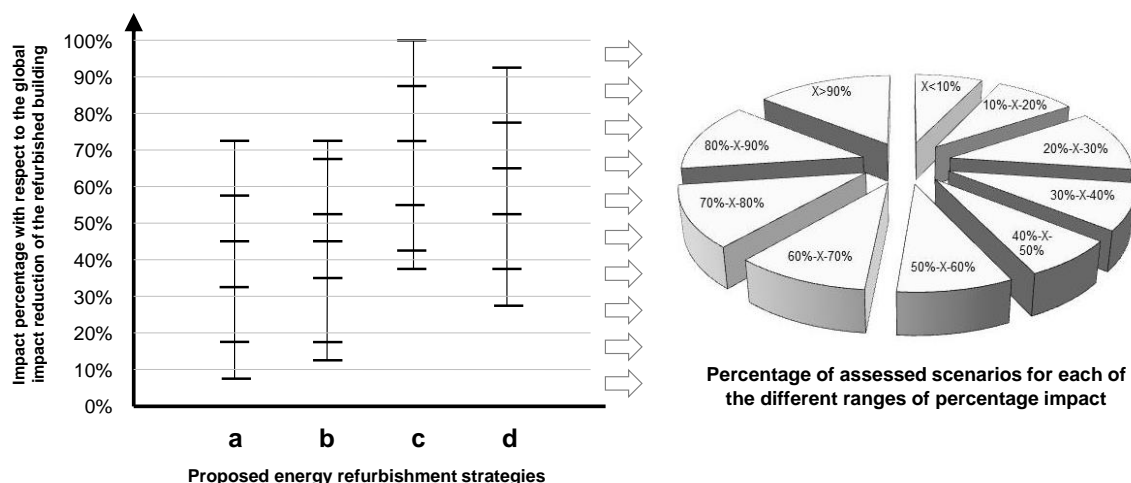 Impact percentage with respect to the global
impact reduction of the refurbished building
100%
90%
80%
70%
60%
50%
40%
30%
20%
10%
0%
a b c d
Proposed energy refurbishment strategies
X>90%
X<10%
10%-X-20%
80%-X-90%
20%-X-30%
70%-X-80%
30%-X-40%
60%-X-70%
50%-X-60%
40%-X-
50%
Percentage of assessed scenarios for each of
the different ranges of percentage impact